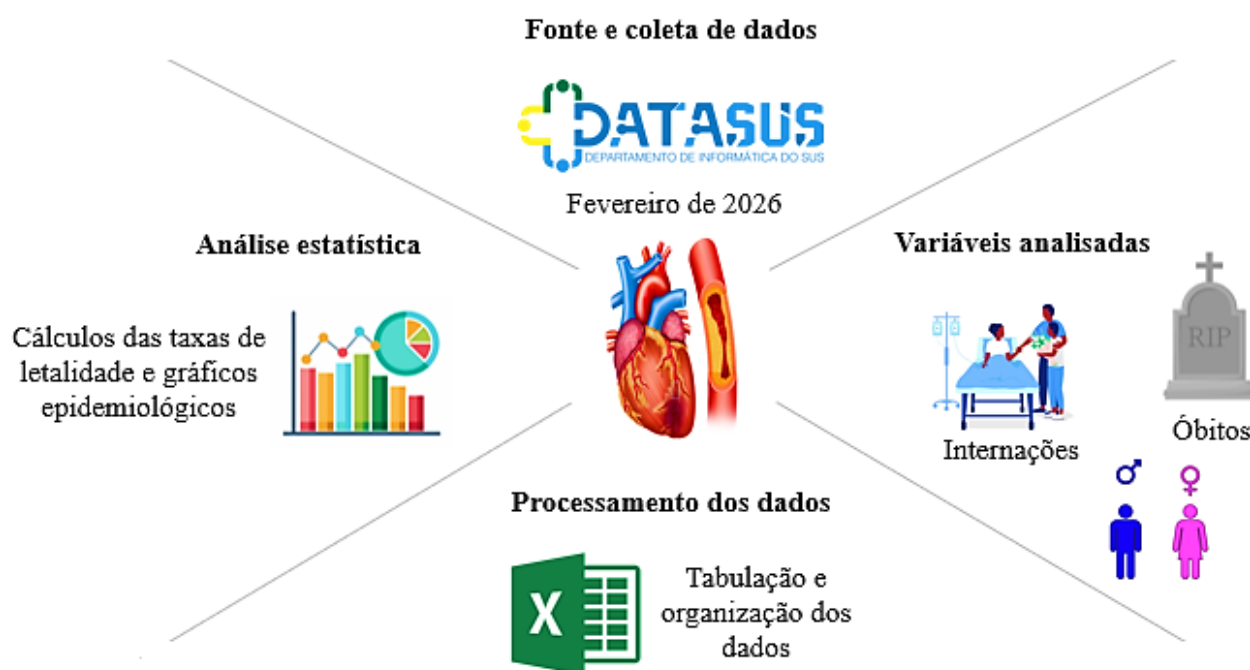 Fonte e coleta de dados
DATASUS
DEPARTAMENTO DE INFORMÁTICA DO SUS
Fevereiro de 2026
Análise estatística
Cálculos das taxas de
letalidade e gráficos
epidemiológicos
Variáveis analisadas
RIP
Internações
Óbitos
Processamento dos dados
X
Tabulação e
organização dos
dados